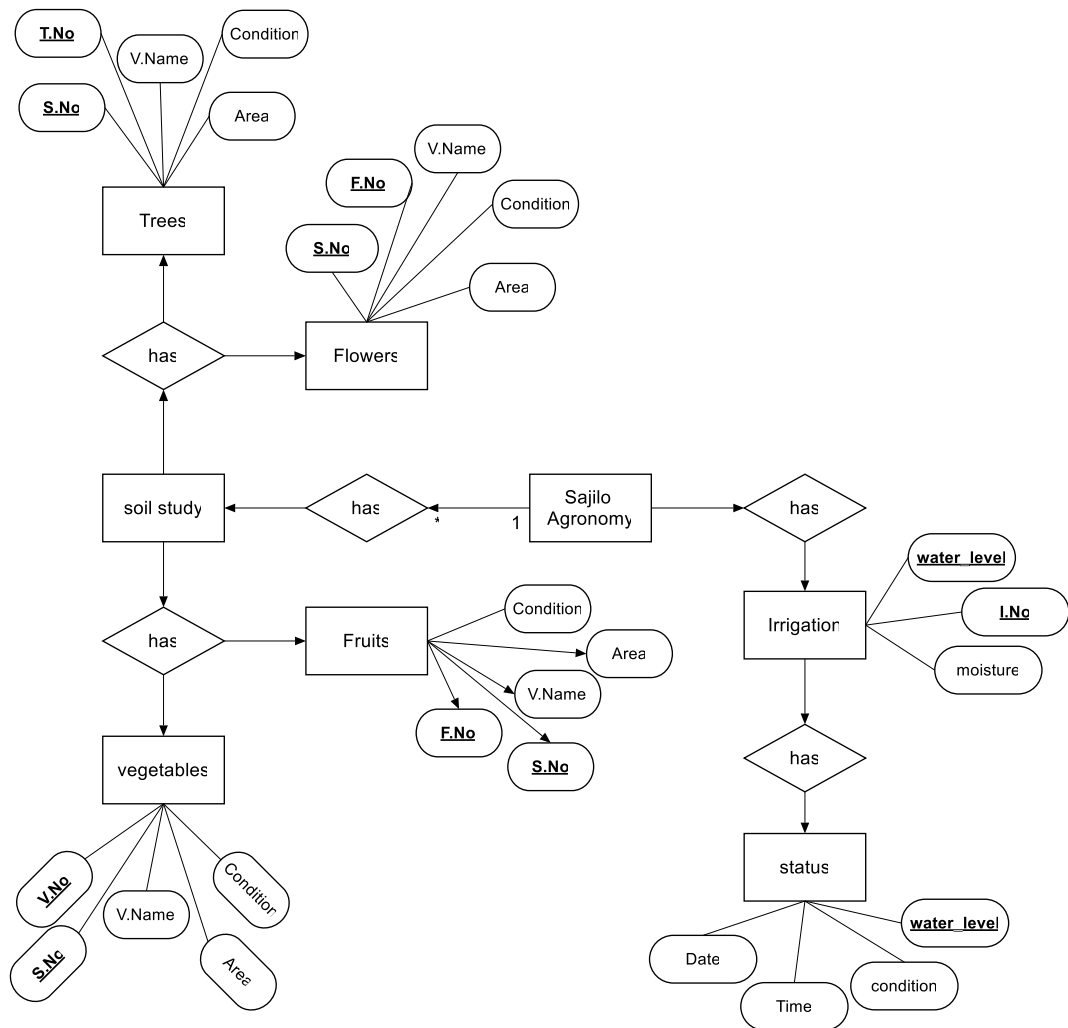 T.No
V.Name
Condition
S.No
Area
Trees
V.Name
F.No
Condition
S.No
Area
has
Flowers
soil study
has
*
1
Sajilo
Agronomy
has
water_level
I.No
moisture
Irrigation
has
Fruits
Condition
Area
V.Name
F.No
S.No
has
vegetables
V.No
S.No
V.Name
Area
Condition
status
water_level
Date
Time
condition